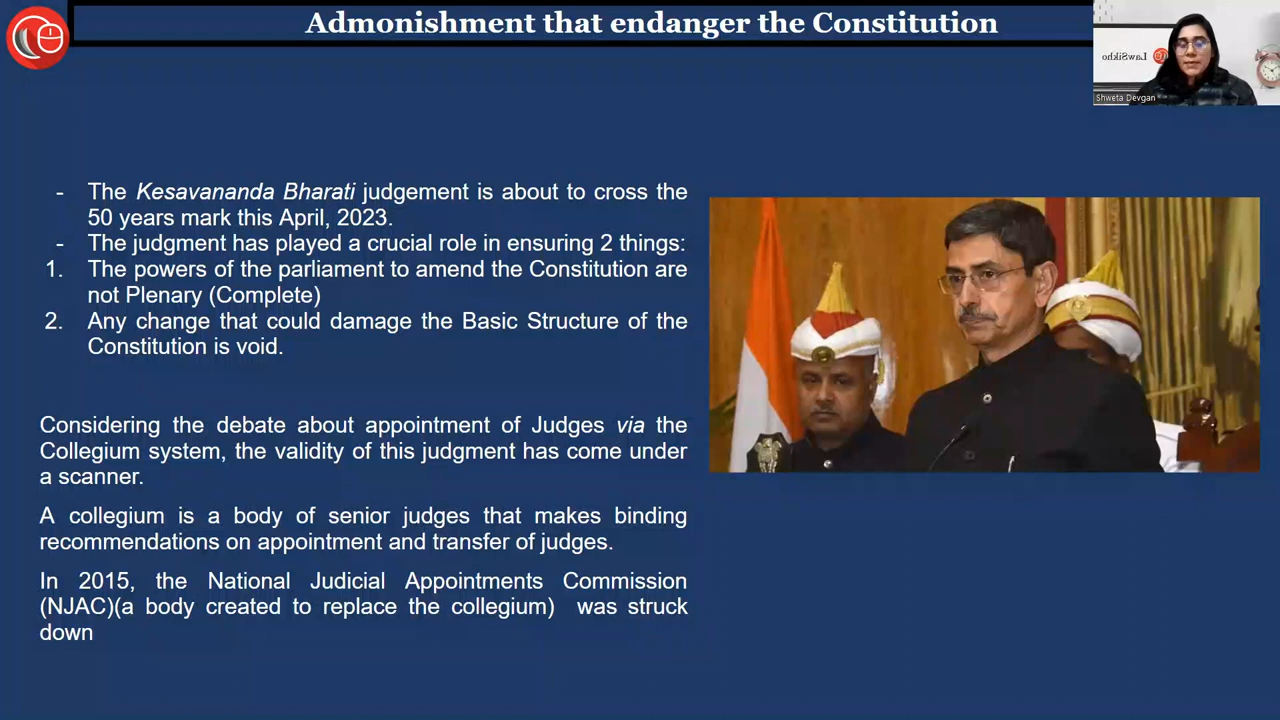 Admonishment that endanger the Constitution
LawSikho
Shweta Devgan
- The Kesavananda Bharati judgement is about to cross the
50 years mark this April, 2023.
- The judgment has played a crucial role in ensuring 2 things:
1. The powers of the parliament to amend the Constitution are
not Plenary (Complete)
2. Any change that could damage the Basic Structure of the
Constitution is void.
Considering the debate about appointment of Judges via the
Collegium system, the validity of this judgment has come under
a scanner.
A collegium is a body of senior judges that makes binding
recommendations on appointment and transfer of judges.
In 2015, the National Judicial Appointments Commission
(NJAC)(a body created to replace the collegium) was struck
down